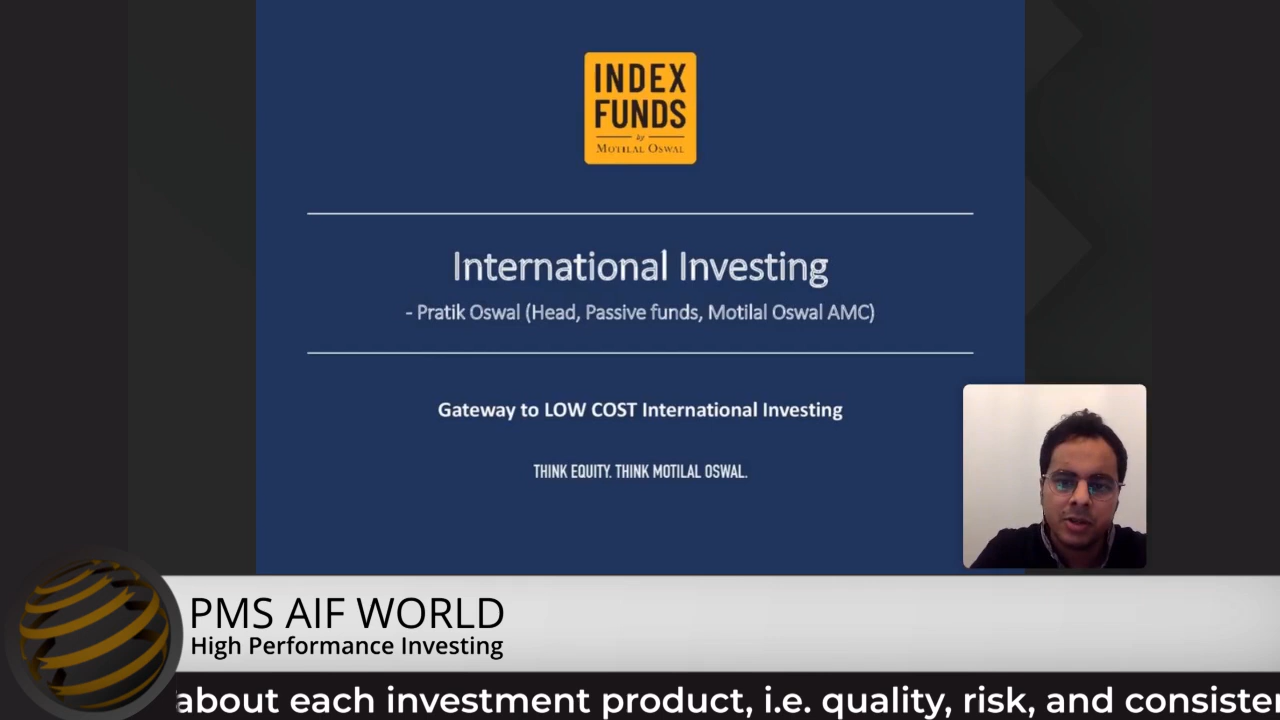 INDEX
FUNDS
by
MOTILAL OSWAL
International Investing
- Pratik Oswal (Head, Passive funds, Motilal Oswal AMC)
Gateway to LOW COST International Investing
THINK EQUITY. THINK MOTILAL OSWAL.
PMS AIF WORLD
High Performance Investing
about each investment product, i.e. quality, risk, and